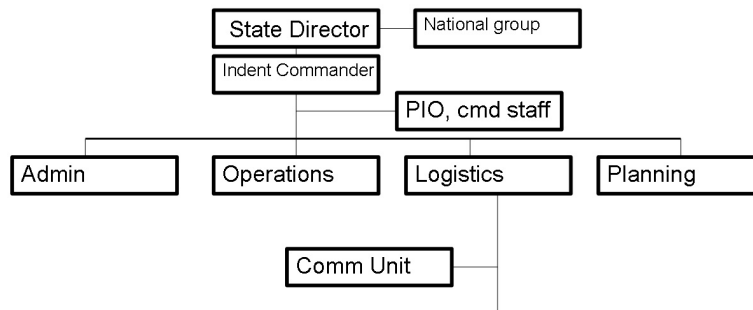 State Director
National group
Indent Commander
PIO, cmd staff
Admin
Operations
Logistics
Planning
Comm Unit